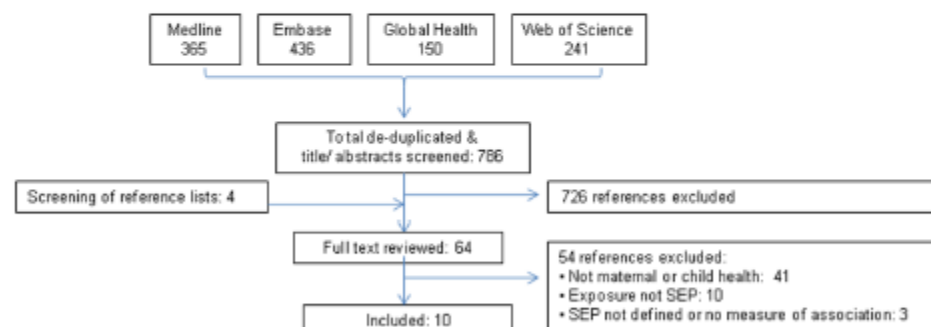 Medline
365
Embase
436
Global Health
150
Web of Science
241
Total de-duplicated &
title/ abstracts screened: 786
Screening of reference lists: 4
726 references excluded
Full text reviewed: 64
54 references excluded:
• Not maternal or child health: 41
• Exposure not SEP: 10
• SEP not defined or no measure of association: 3
Included: 10